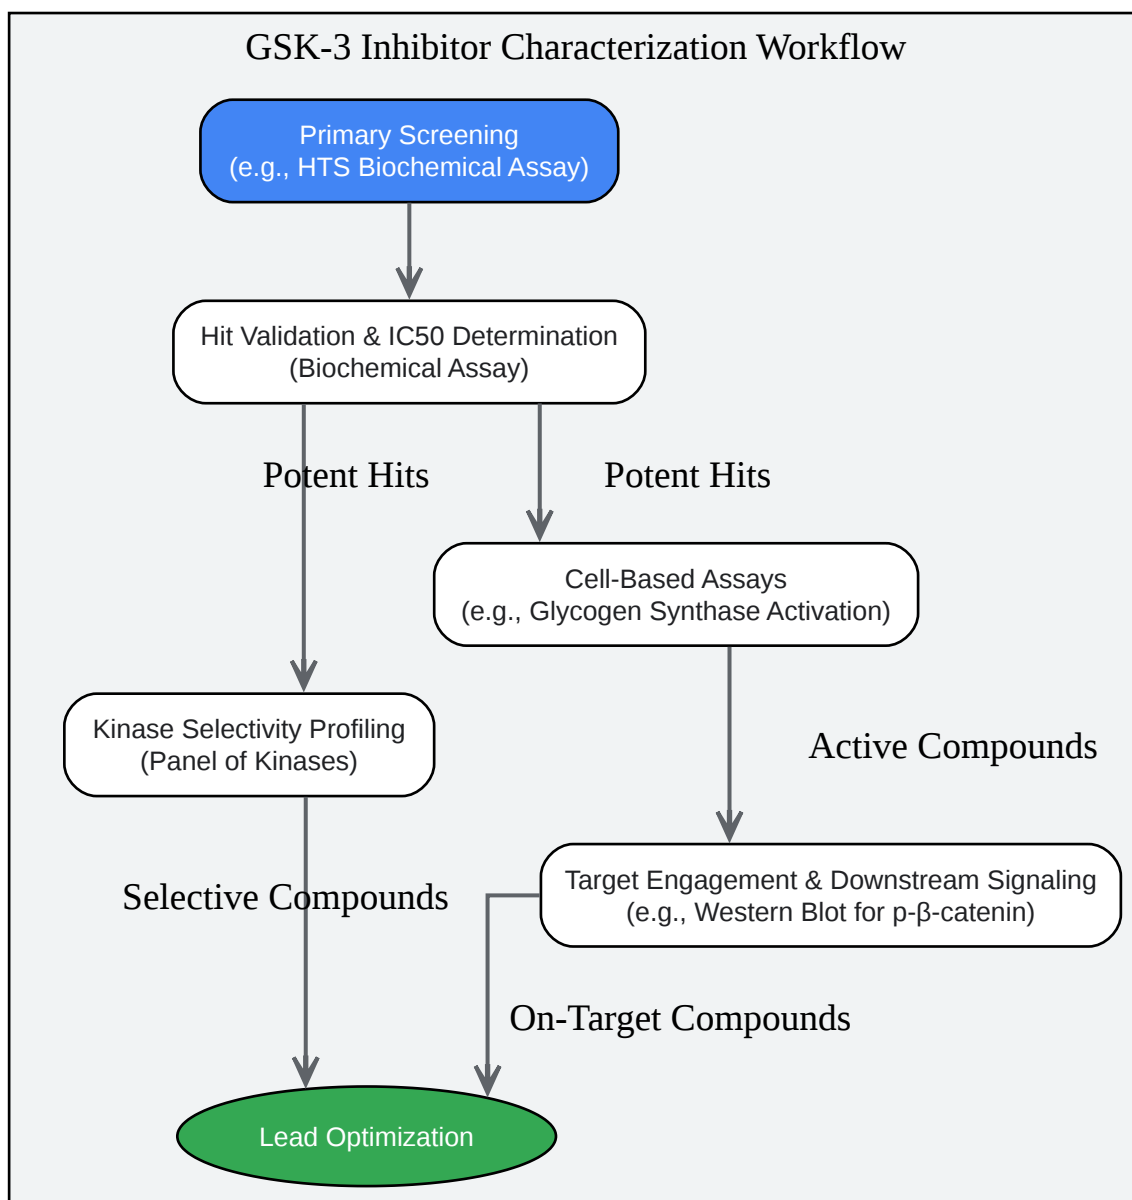 GSK-3 Inhibitor Characterization Workflow
Primary Screening
(e.g., HTS Biochemical Assay)
Hit Validation & IC50 Determination
(Biochemical Assay)
Potent Hits
Potent Hits
Cell-Based Assays
(e.g., Glycogen Synthase Activation)
Kinase Selectivity Profiling
(Panel of Kinases)
Active Compounds
Selective Compounds
Target Engagement & Downstream Signaling
(e.g., Western Blot for p-β-catenin)
On-Target Compounds
Lead Optimization